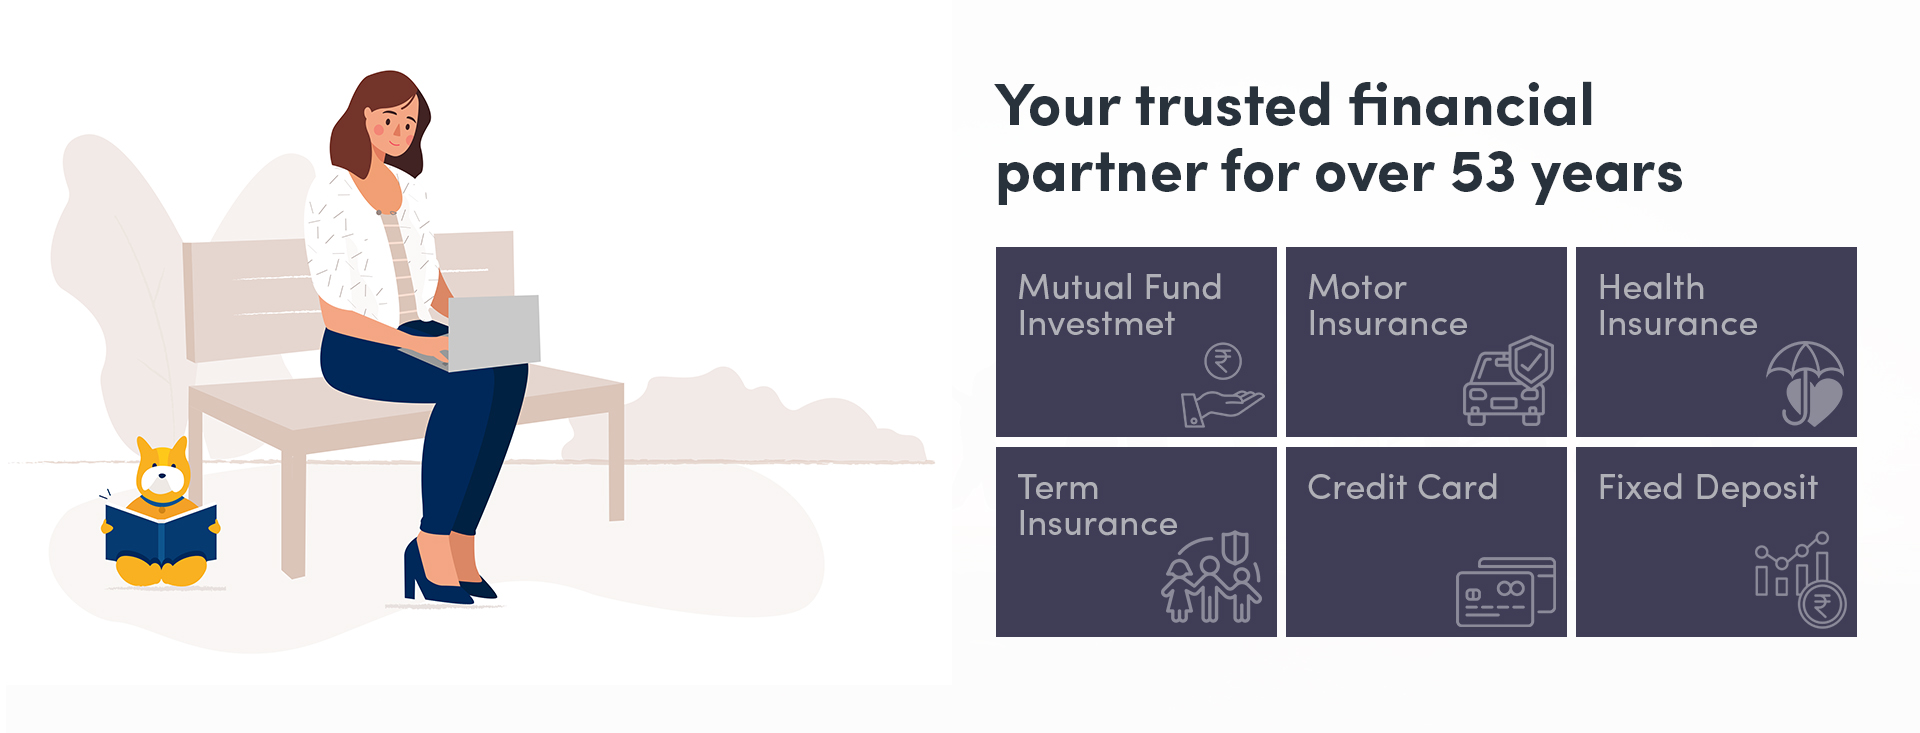 Your trusted financial
partner for over 53 years
Mutual Fund
Investmet
Motor
Insurance
Health
Insurance
Term
Insurance
Credit Card
Fixed Deposit